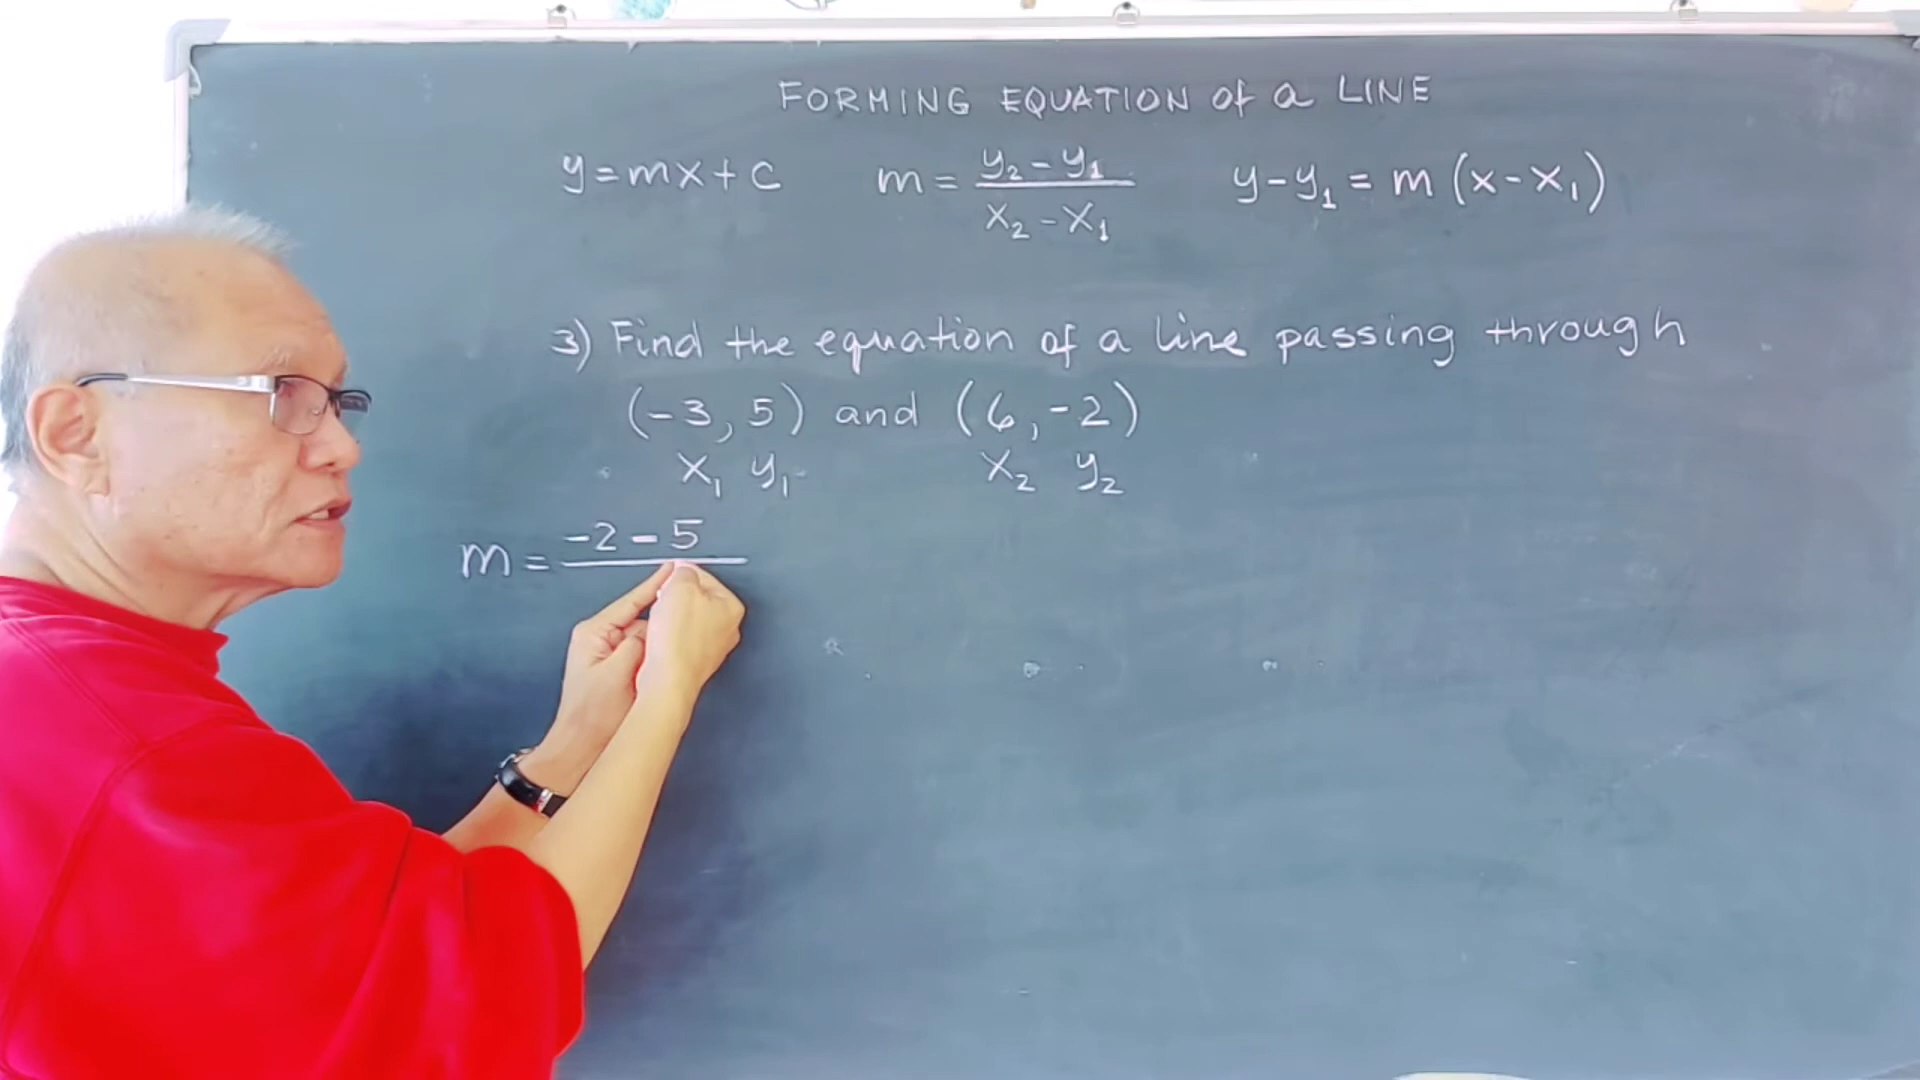 FORMING EQUATION of a LINE
y = mx + c   m = (y₂ - y₁)/(x₂ - x₁)   y - y₁ = m (x - x₁)
3) Find the equation of a line passing through
(-3, 5) and (6, -2)
x₁ y₁   x₂ y₂
m = -2 - 5